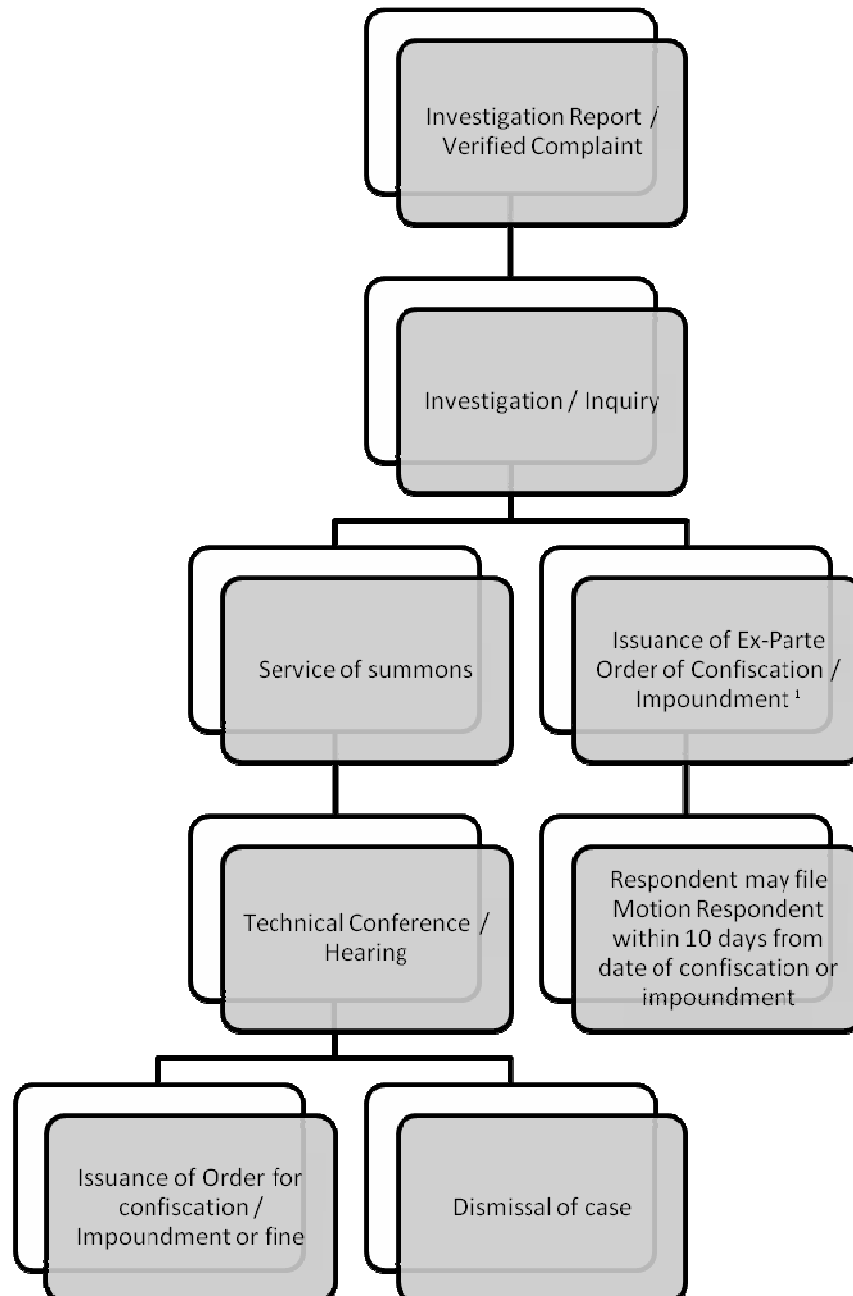 Investigation Report /
Verified Complaint
Investigation / Inquiry
Service of summons
Issuance of Ex-Parte
Order of Confiscation /
Impoundment ¹
Technical Conference /
Hearing
Respondent may file
Motion Respondent
within 10 days from
date of confiscation or
impoundment
Issuance of Order for
confiscation /
Impoundment or fine
Dismissal of case